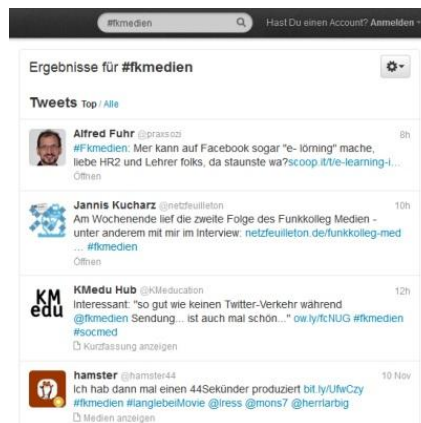 #fkmedien
Hast Du einen Account? Anmelden
Ergebnisse für #fkmedien
Tweets Top / Alle
Alfred Fuhr @praxsozi 8h
#Fkmedien: Mer kann auf Facebook sogar "e- lörning" mache,
liebe HR2 und Lehrer folks, da staunste wa?scoop.it/t/e-learning-i…
Öffnen
Jannis Kucharz @netzfeuilleton 10h
Am Wochenende lief die zweite Folge des Funkkolleg Medien -
unter anderem mit mir im Interview: netzfeuilleton.de/funkkolleg-med
… #fkmedien
Öffnen
KM
edu
KMedu Hub @KMeducation 12h
Interessant: "so gut wie keinen Twitter-Verkehr während
@fkmedien Sendung... ist auch mal schön..." ow.ly/fcNUG #fkmedien
#socmed
Kurzfassung anzeigen
hamster @hamster44 10 Nov
Ich hab dann mal einen 44Sekünder produziert bit.ly/UfwCzy
#fkmedien #langlebeiMovie @lress @mons7 @herrlarbig
Medien anzeigen